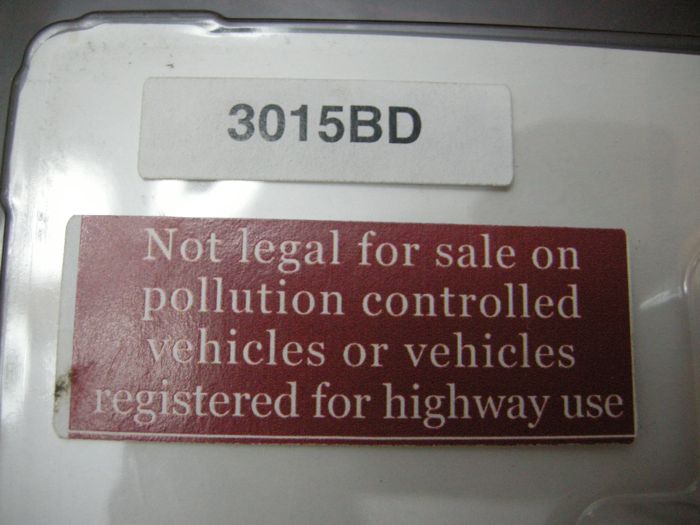 3015BD
Not legal for sale on
pollution controlled
vehicles or vehicles
registered for highway use